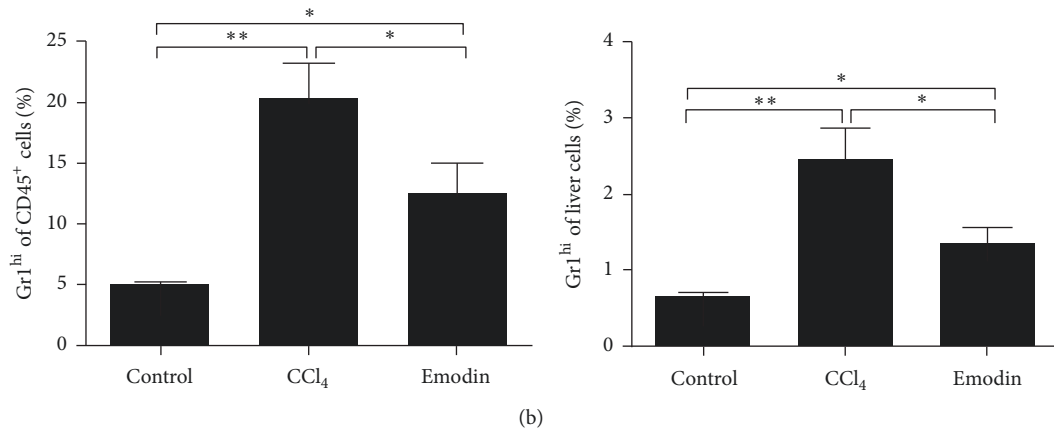 *
**
*
25
20
15
10
5
0
Gr1ʰⁱ of CD45⁺ cells (%)
Control
CCl₄
Emodin
*
**
*
4
3
2
1
0
Gr1ʰⁱ of liver cells (%)
Control
CCl₄
Emodin
(b)